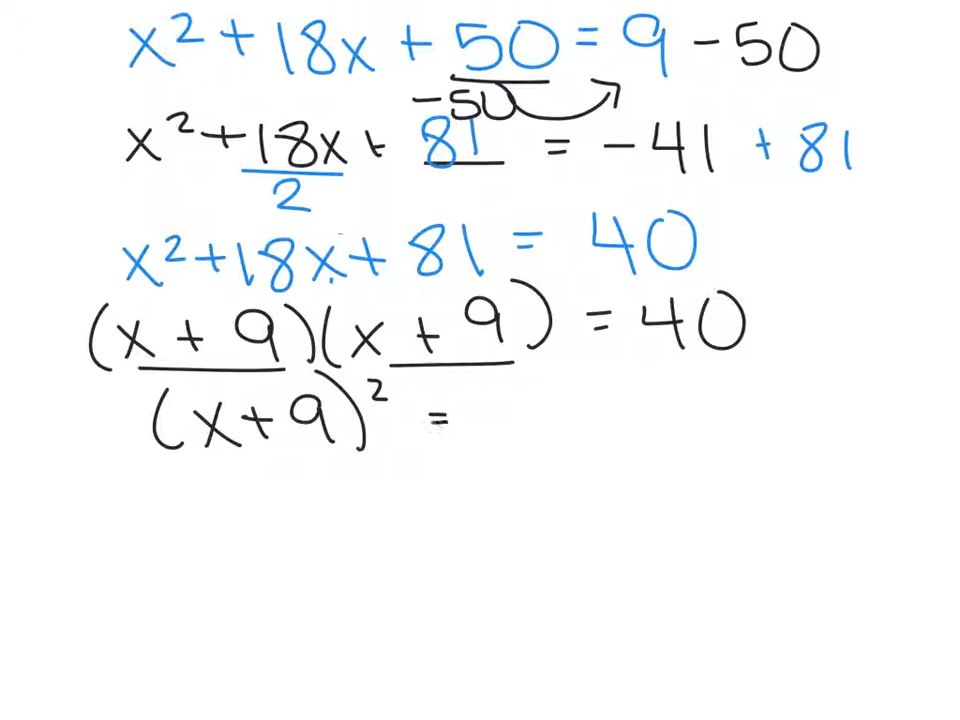 x² + 18x + 50 = 9 - 50
-50
x² + 18x + 81 = -41 + 81
2
x² + 18x + 81 = 40
(x + 9)(x + 9) = 40
(x + 9)² =